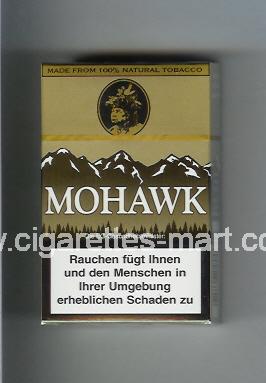 MADE FROM 100% NATURAL TOBACCO
MOHAWK
www.cigarettes-mart.com
Rauchen fügt Ihnen
und den Menschen in
Ihrer Umgebung
erheblichen Schaden zu